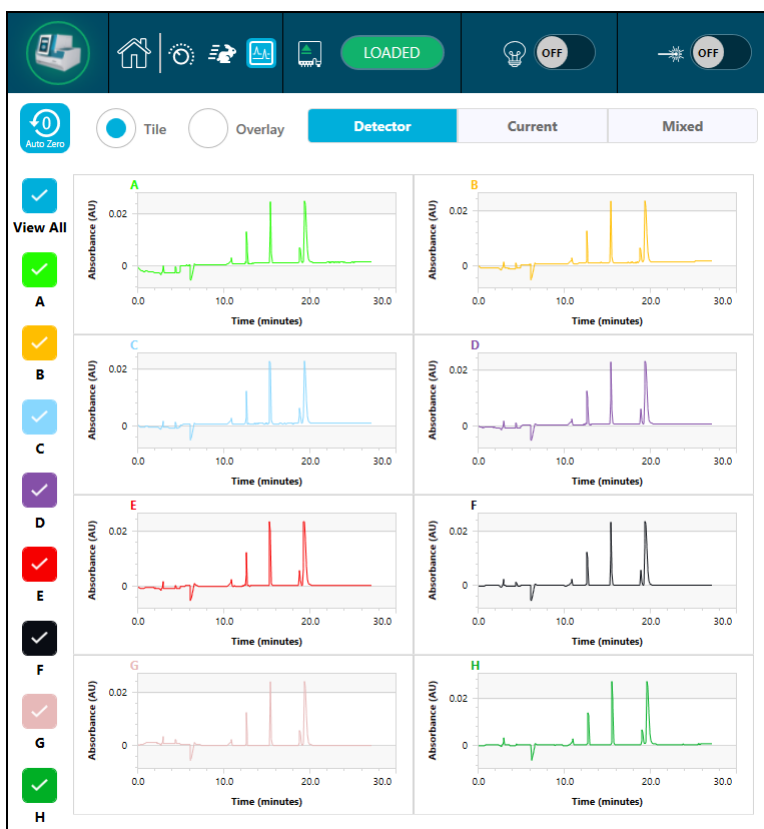 LOADED
OFF
OFF
0
Auto Zero
Tile
Overlay
Detector
Current
Mixed
View All
A
B
C
D
E
F
G
H
A
Absorbance (AU)
0.02
0
0.0 10.0 20.0 30.0
Time (minutes)
B
Absorbance (AU)
0.02
0
0.0 10.0 20.0 30.0
Time (minutes)
C
Absorbance (AU)
0.02
0
0.0 10.0 20.0 30.0
Time (minutes)
D
Absorbance (AU)
0.02
0
0.0 10.0 20.0 30.0
Time (minutes)
E
Absorbance (AU)
0.02
0
0.0 10.0 20.0 30.0
Time (minutes)
F
Absorbance (AU)
0.02
0
0.0 10.0 20.0 30.0
Time (minutes)
G
Absorbance (AU)
0.02
0
0.0 10.0 20.0 30.0
Time (minutes)
H
Absorbance (AU)
0.02
0
0.0 10.0 20.0 30.0
Time (minutes)